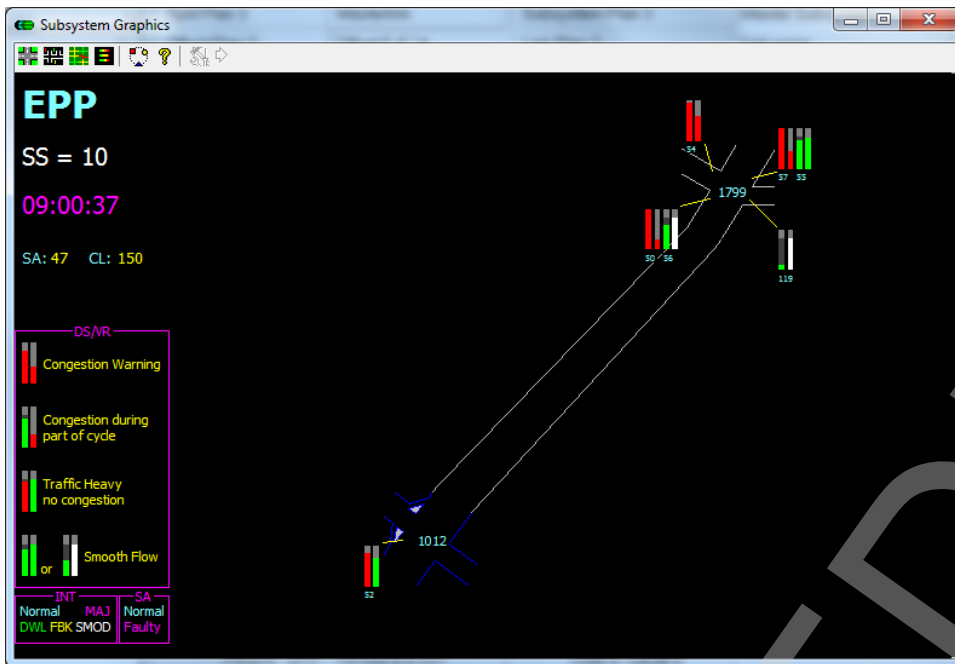 Subsystem Graphics
EPP
SS = 10
09:00:37
SA: 47 CL: 150
DS/VR
Congestion Warning
Congestion during
part of cycle
Traffic Heavy
no congestion
or
Smooth Flow
INT
SA
Normal MAJ
Normal
DWL FBK SMOD
Faulty
54
57 55
1799
50 56
119
1012
52